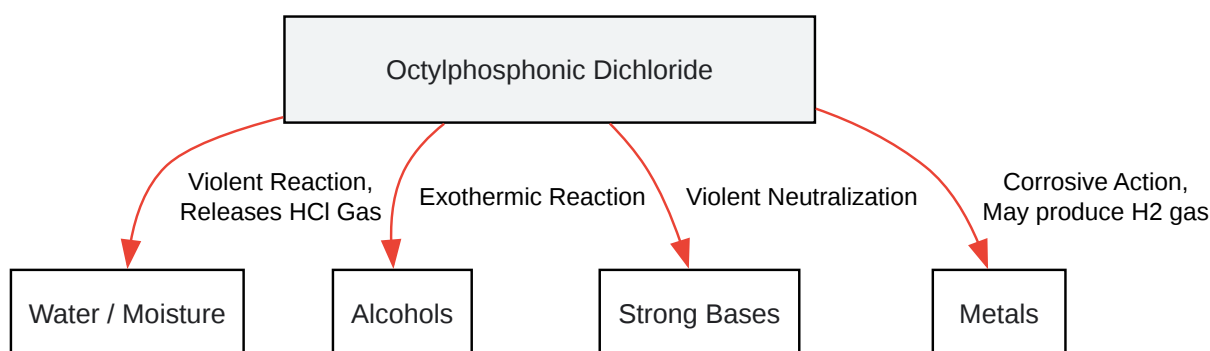 Octylphosphonic Dichloride
Violent Reaction,
Releases HCl Gas
Exothermic Reaction
Violent Neutralization
Corrosive Action,
May produce H2 gas
Water / Moisture
Alcohols
Strong Bases
Metals